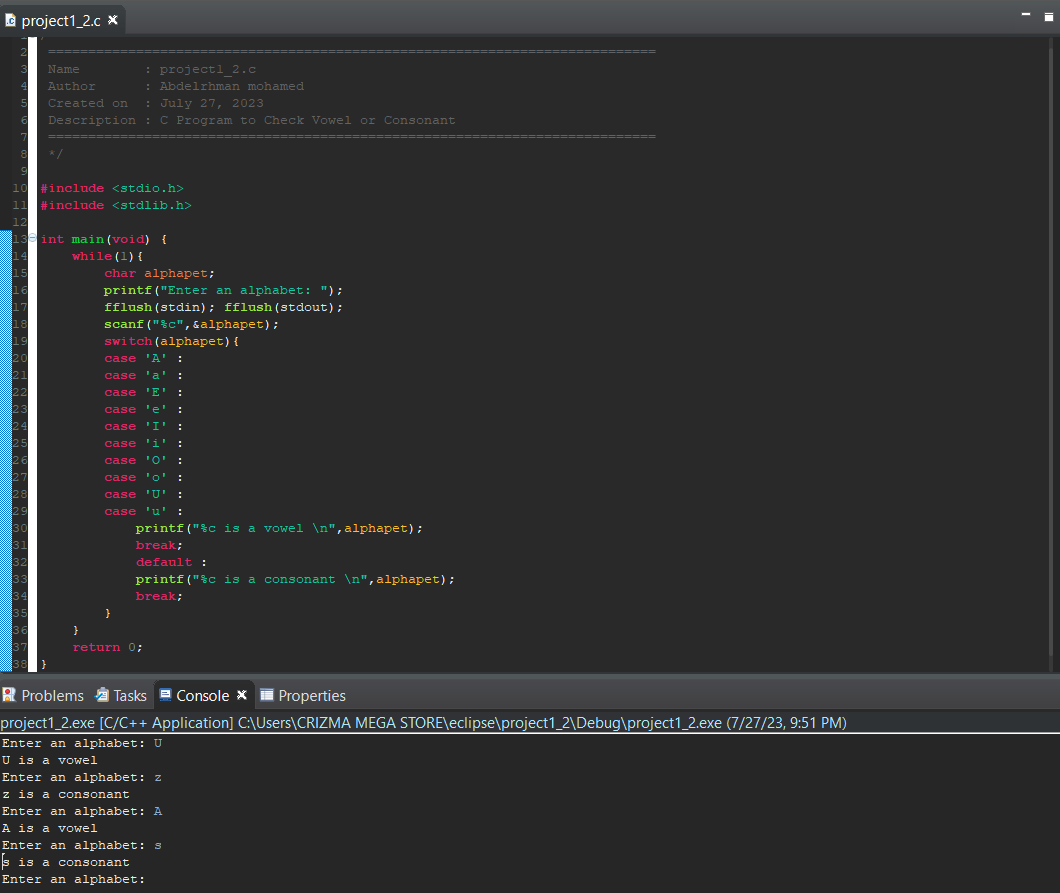 project1_2.c
1
2 =========================================================================
3 Name : project1_2.c
4 Author : Abdelrhman mohamed
5 Created on : July 27, 2023
6 Description : C Program to Check Vowel or Consonant
7 =========================================================================
8 */
9
10 #include <stdio.h>
11 #include <stdlib.h>
12
13 int main(void) {
14 while(1){
15 char alphapet;
16 printf("Enter an alphabet: ");
17 fflush(stdin); fflush(stdout);
18 scanf("%c",&alphapet);
19 switch(alphapet){
20 case 'A' :
21 case 'a' :
22 case 'E' :
23 case 'e' :
24 case 'I' :
25 case 'i' :
26 case 'O' :
27 case 'o' :
28 case 'U' :
29 case 'u' :
30 printf("%c is a vowel \n",alphapet);
31 break;
32 default :
33 printf("%c is a consonant \n",alphapet);
34 break;
35 }
36 }
37 return 0;
38 }
Problems Tasks Console Properties
project1_2.exe [C/C++ Application] C:\Users\CRIZMA MEGA STORE\eclipse\project1_2\Debug\project1_2.exe (7/27/23, 9:51 PM)
Enter an alphabet: U
U is a vowel
Enter an alphabet: z
z is a consonant
Enter an alphabet: A
A is a vowel
Enter an alphabet: s
s is a consonant
Enter an alphabet: